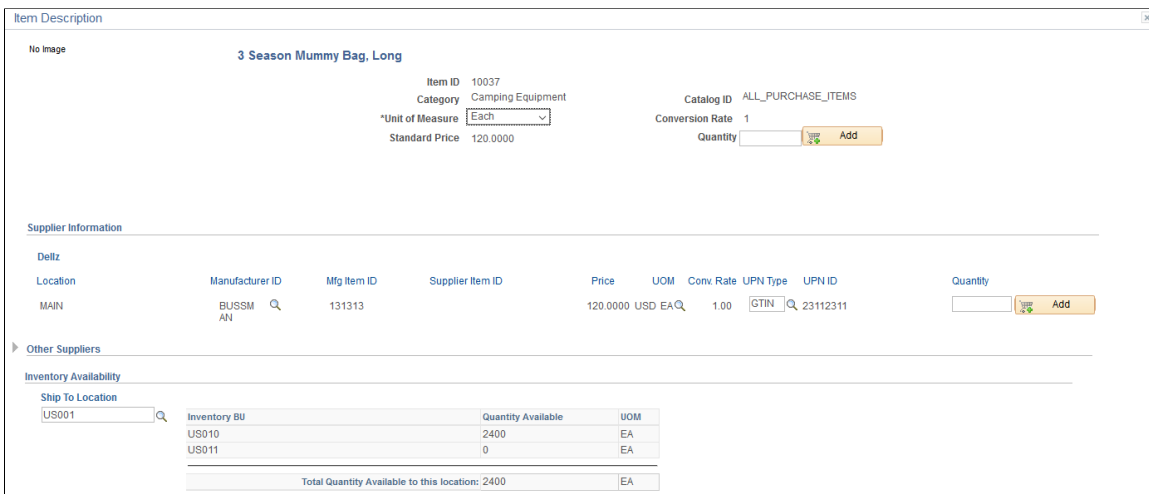 Item Description
No Image
3 Season Mummy Bag, Long
Item ID 10037
Category Camping Equipment Catalog ID ALL_PURCHASE_ITEMS
*Unit of Measure Each Conversion Rate 1
Standard Price 120.0000 Quantity Add
Supplier Information
Dellz
Location Manufacturer ID Mfg Item ID Supplier Item ID Price UOM Conv. Rate UPN Type UPN ID Quantity
MAIN BUSSM 131313 120.0000 USD EA 1.00 GTIN 23112311 Add
AN
Other Suppliers
Inventory Availability
Ship To Location
US001 Inventory BU Quantity Available UOM
US010 2400 EA
US011 0 EA
Total Quantity Available to this location: 2400 EA